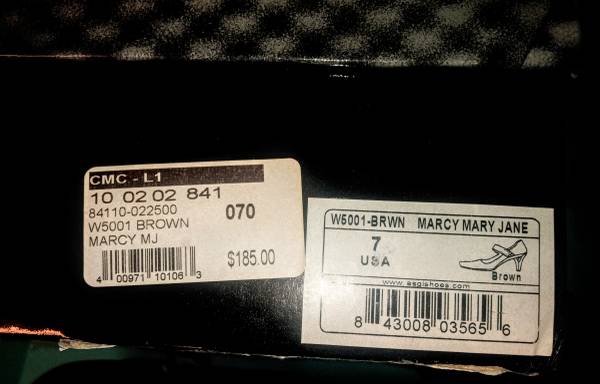 CMC - L1
10 02 02 841
84110-022500 070
W5001 BROWN
MARCY MJ
$185.00
4 00971 10106 3
W5001-BRWN MARCY MARY JANE
7
USA
Brown
www.asgishoes.com
8 43008 03565 6